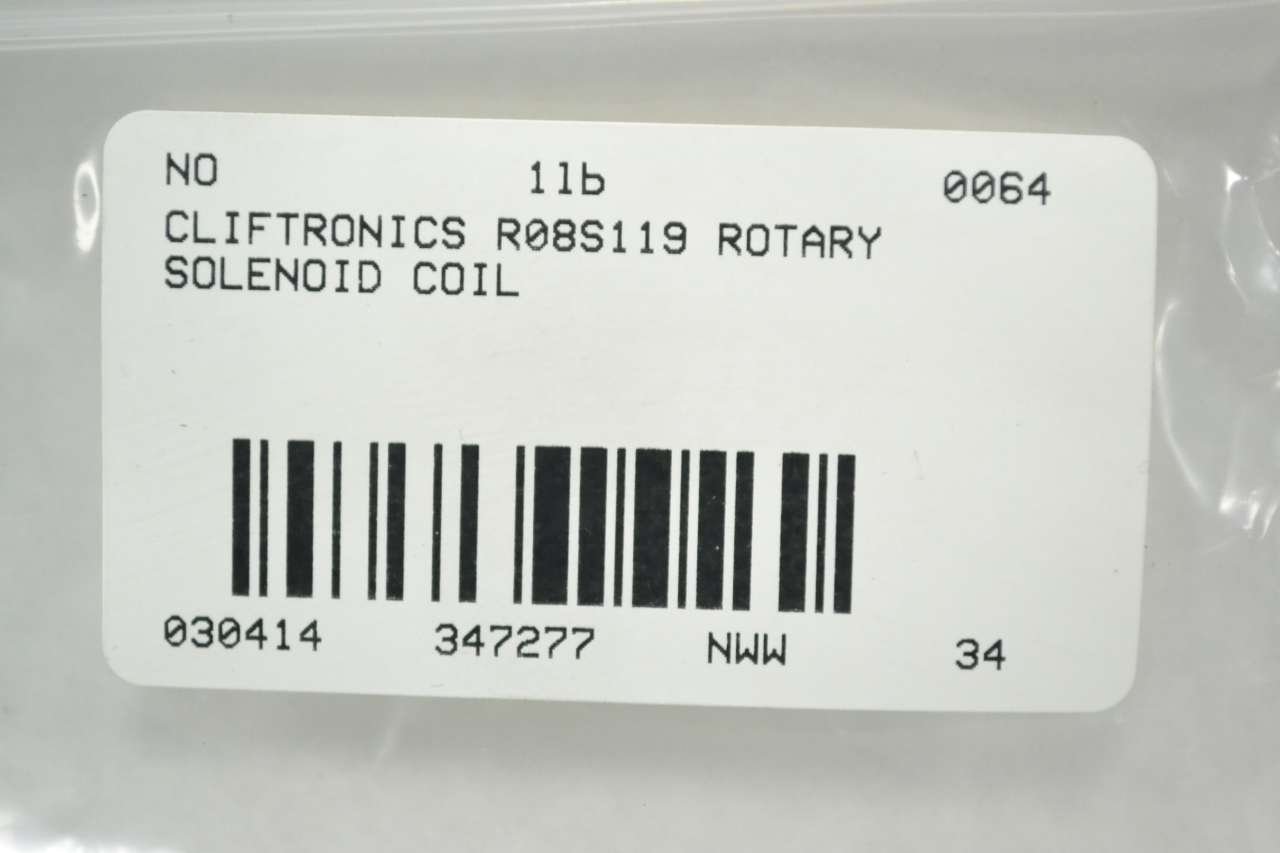 NO 1lb 0064
CLIFTRONICS R08S119 ROTARY
SOLENOID COIL
030414 347277 NWW 34